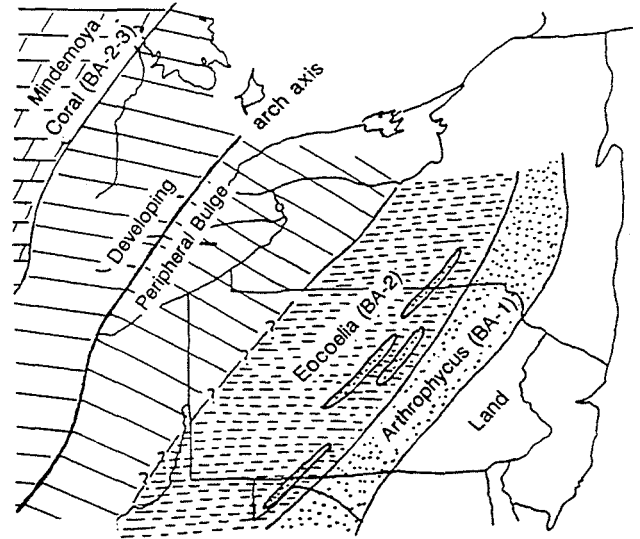 Mindemoya
Coral (BA-2-3)
arch axis
Developing
Peripheral Bulge
Eocoelia (BA-2)
Arthrophycus (BA-1)
Land
?
?
?
?
?
?